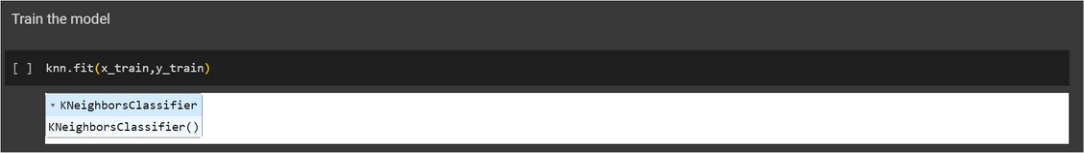 Train the model
[ ] knn.fit(x_train,y_train)
▾ KNeighborsClassifier
KNeighborsClassifier()